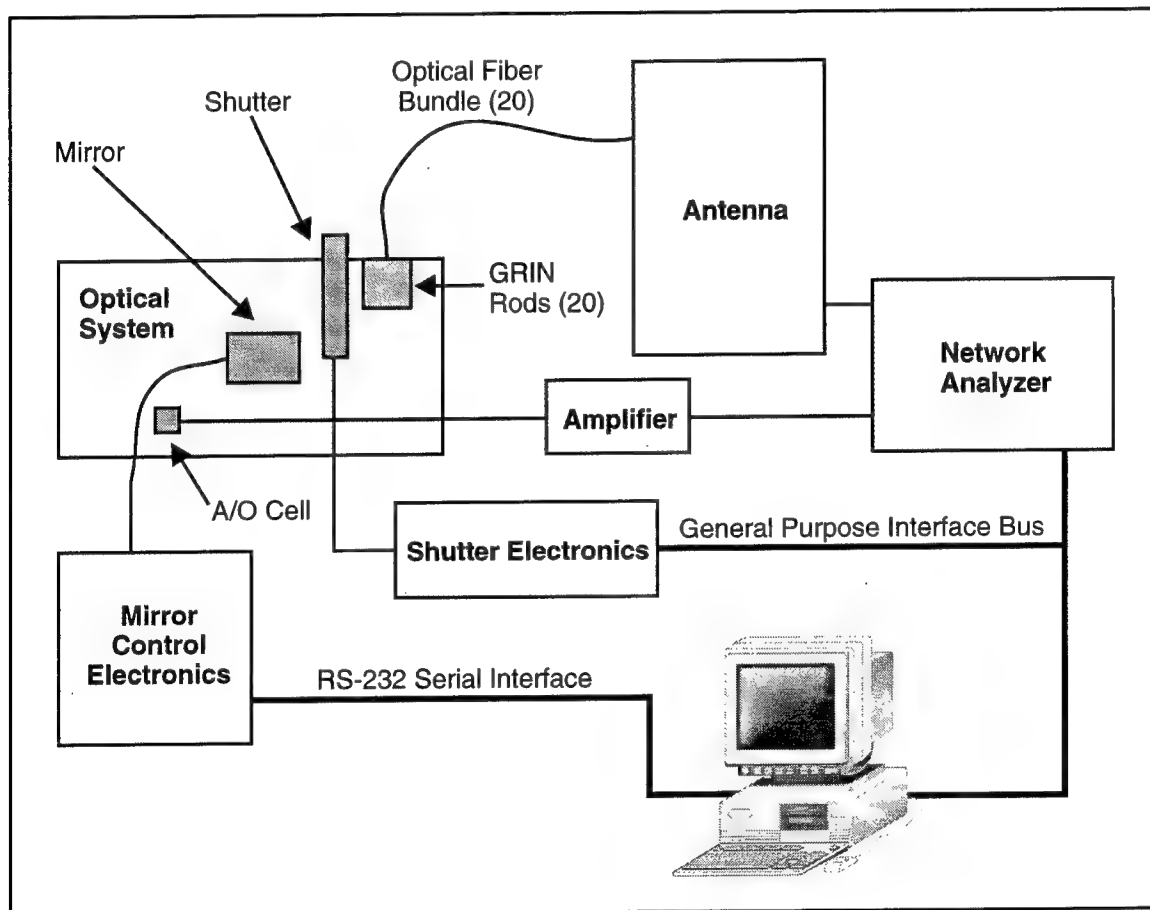 Optical Fiber
Bundle (20)
Shutter
Mirror
Antenna
GRIN
Rods (20)
Optical
System
Network
Analyzer
Amplifier
A/O Cell
General Purpose Interface Bus
Shutter Electronics
Mirror
Control
Electronics
RS-232 Serial Interface